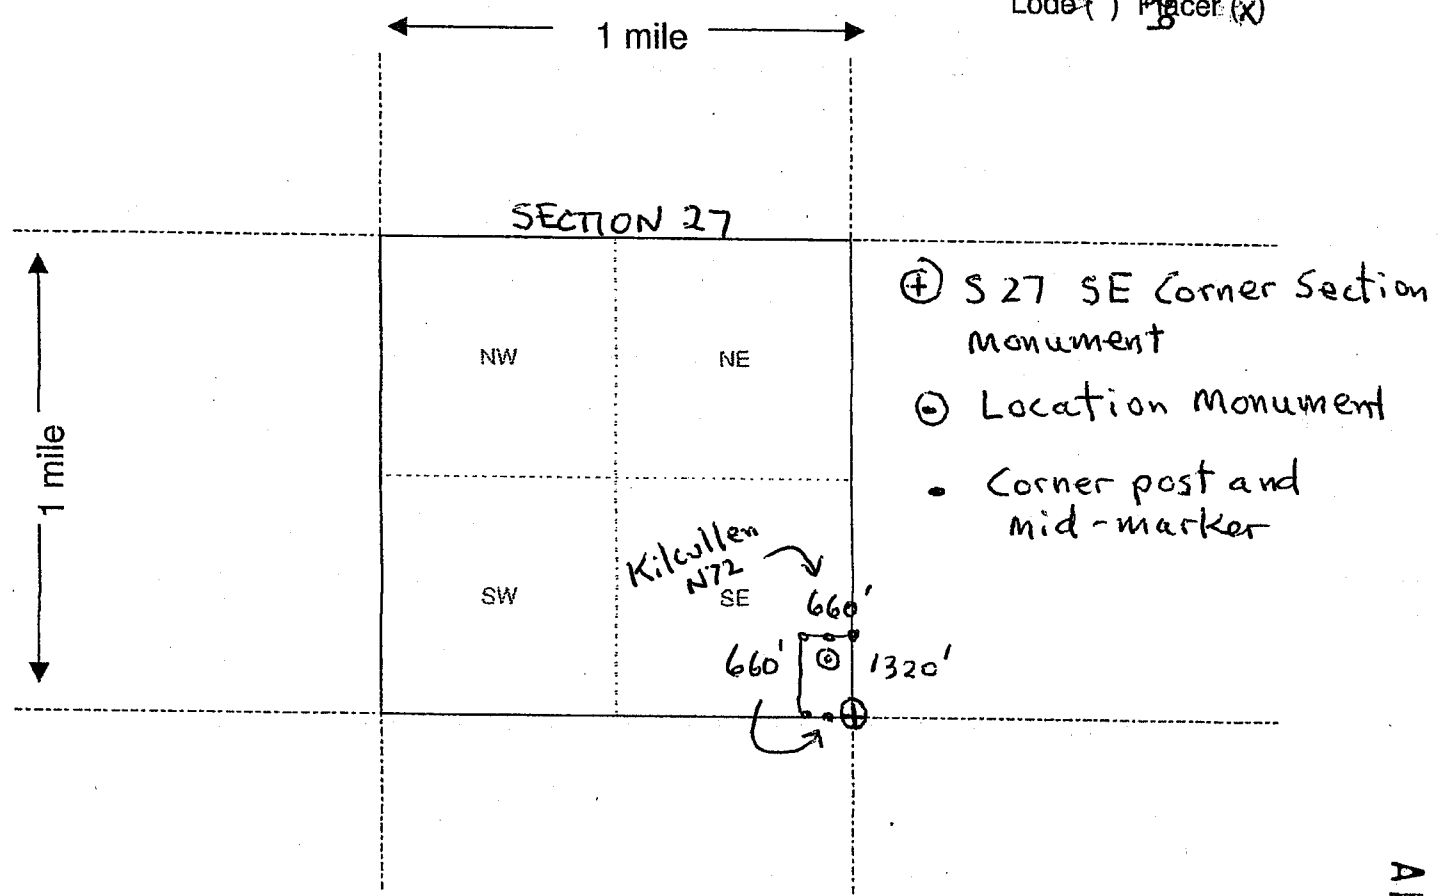 Lode ( ) Placer (x)
1 mile
SECTION 27
1 mile
NW
NE
SW
SE
⊕ S 27 SE Corner Section
Monument
⊙ Location Monument
• Corner post and
mid-marker
Kilcullen
N72
660'
660'
1320'